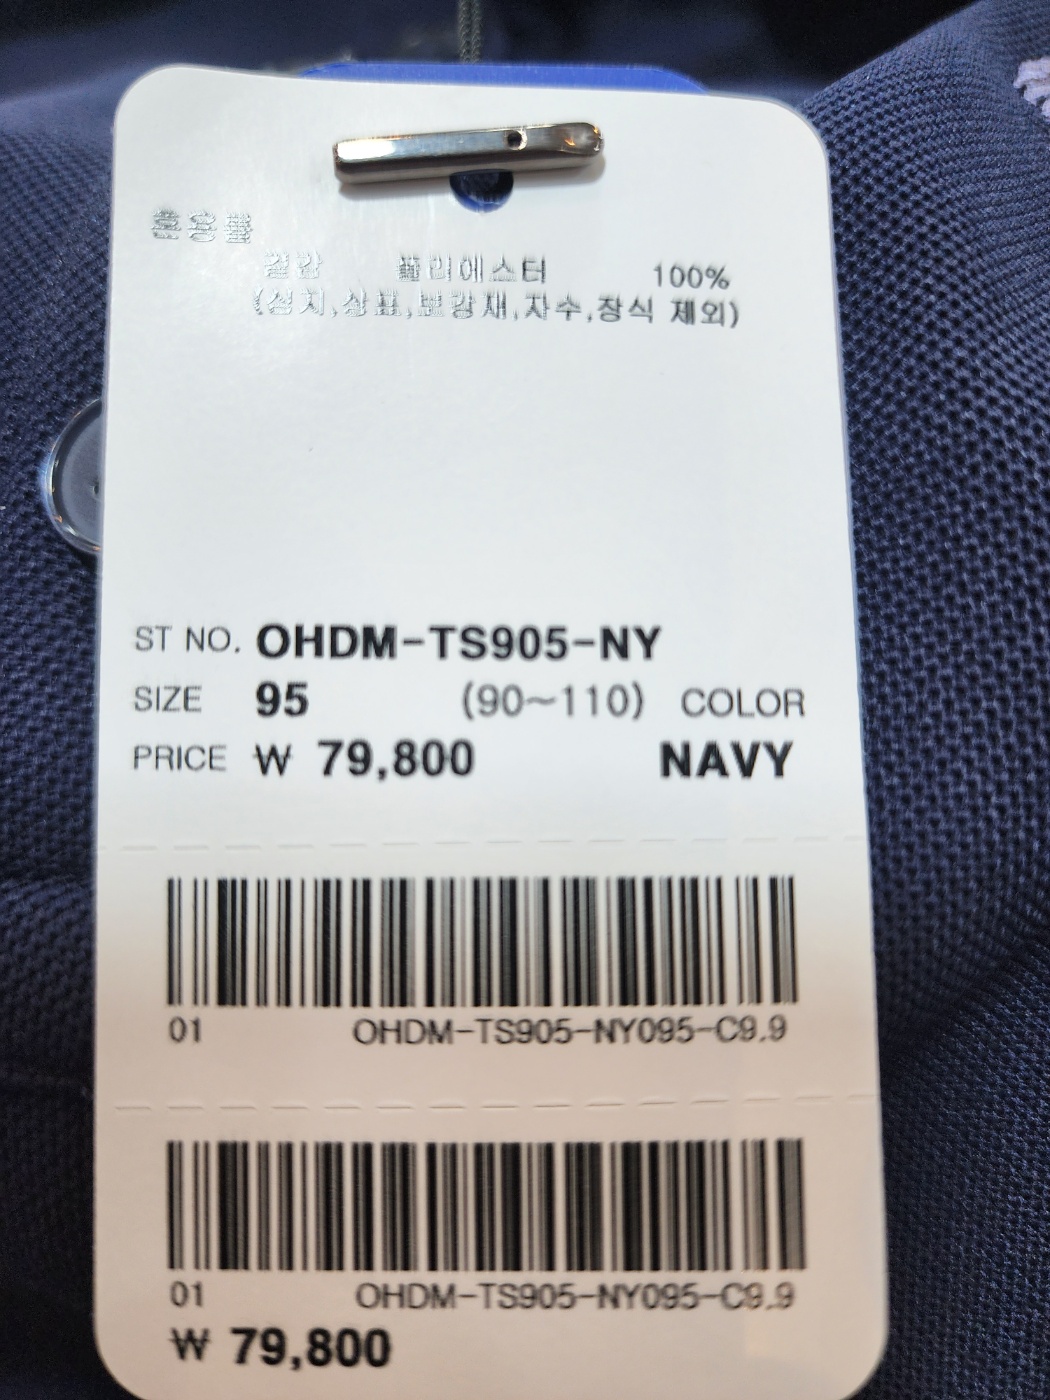 혼용률
겉감 폴리에스터 100%
(심지,상표,보강재,자수,장식 제외)
ST NO. OHDM-TS905-NY
SIZE 95 (90~110) COLOR
PRICE ₩ 79,800 NAVY
01 OHDM-TS905-NY095-C9.9
01 OHDM-TS905-NY095-C9.9
₩ 79,800